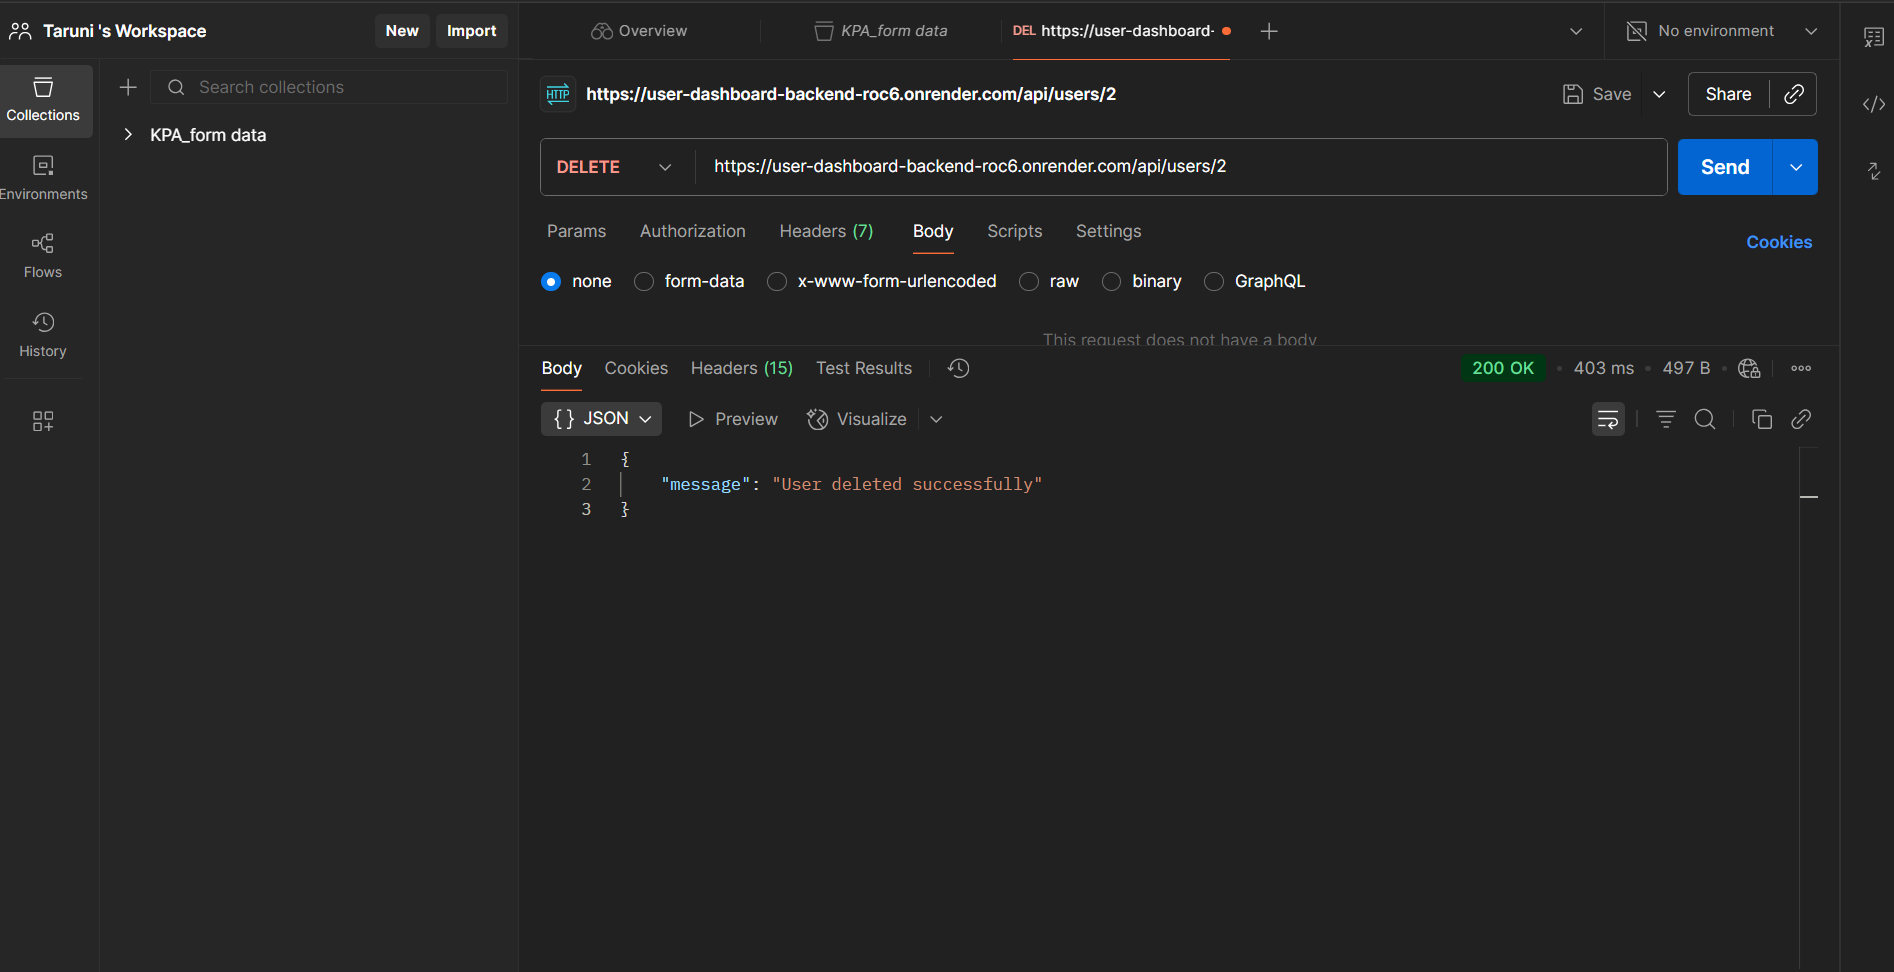 Taruni 's Workspace
New
Import
Overview
KPA_form data
DEL https://user-dashboard-
No environment
Collections
Search collections
KPA_form data
Environments
Flows
History
HTTP
https://user-dashboard-backend-roc6.onrender.com/api/users/2
Save
Share
DELETE
https://user-dashboard-backend-roc6.onrender.com/api/users/2
Send
Params
Authorization
Headers (7)
Body
Scripts
Settings
Cookies
none
form-data
x-www-form-urlencoded
raw
binary
GraphQL
This request does not have a body
Body
Cookies
Headers (15)
Test Results
200 OK
403 ms
497 B
{} JSON
Preview
Visualize
1 {
2 "message": "User deleted successfully"
3 }